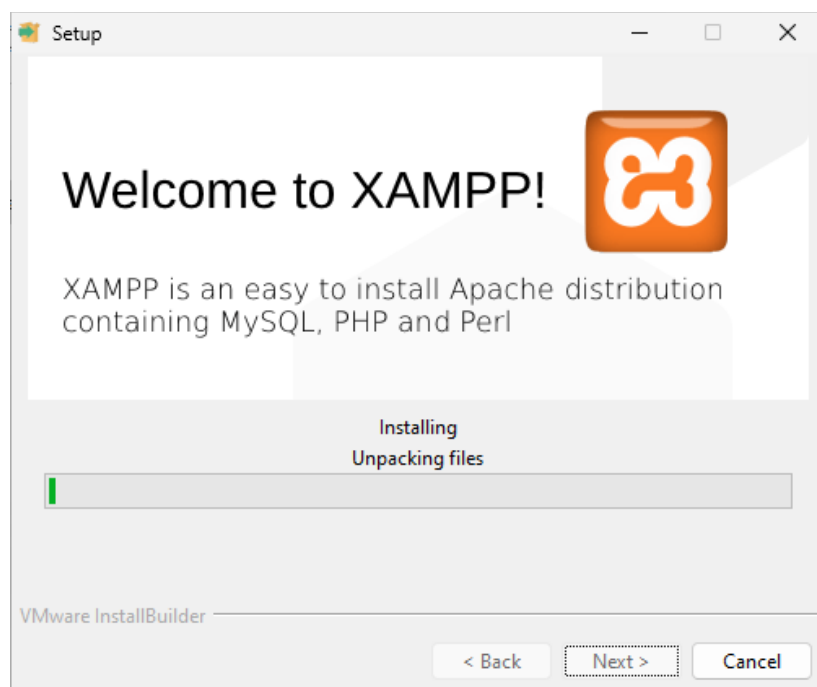 Setup
Welcome to XAMPP!
XAMPP is an easy to install Apache distribution
containing MySQL, PHP and Perl
Installing
Unpacking files
VMware InstallBuilder
< Back
Next >
Cancel